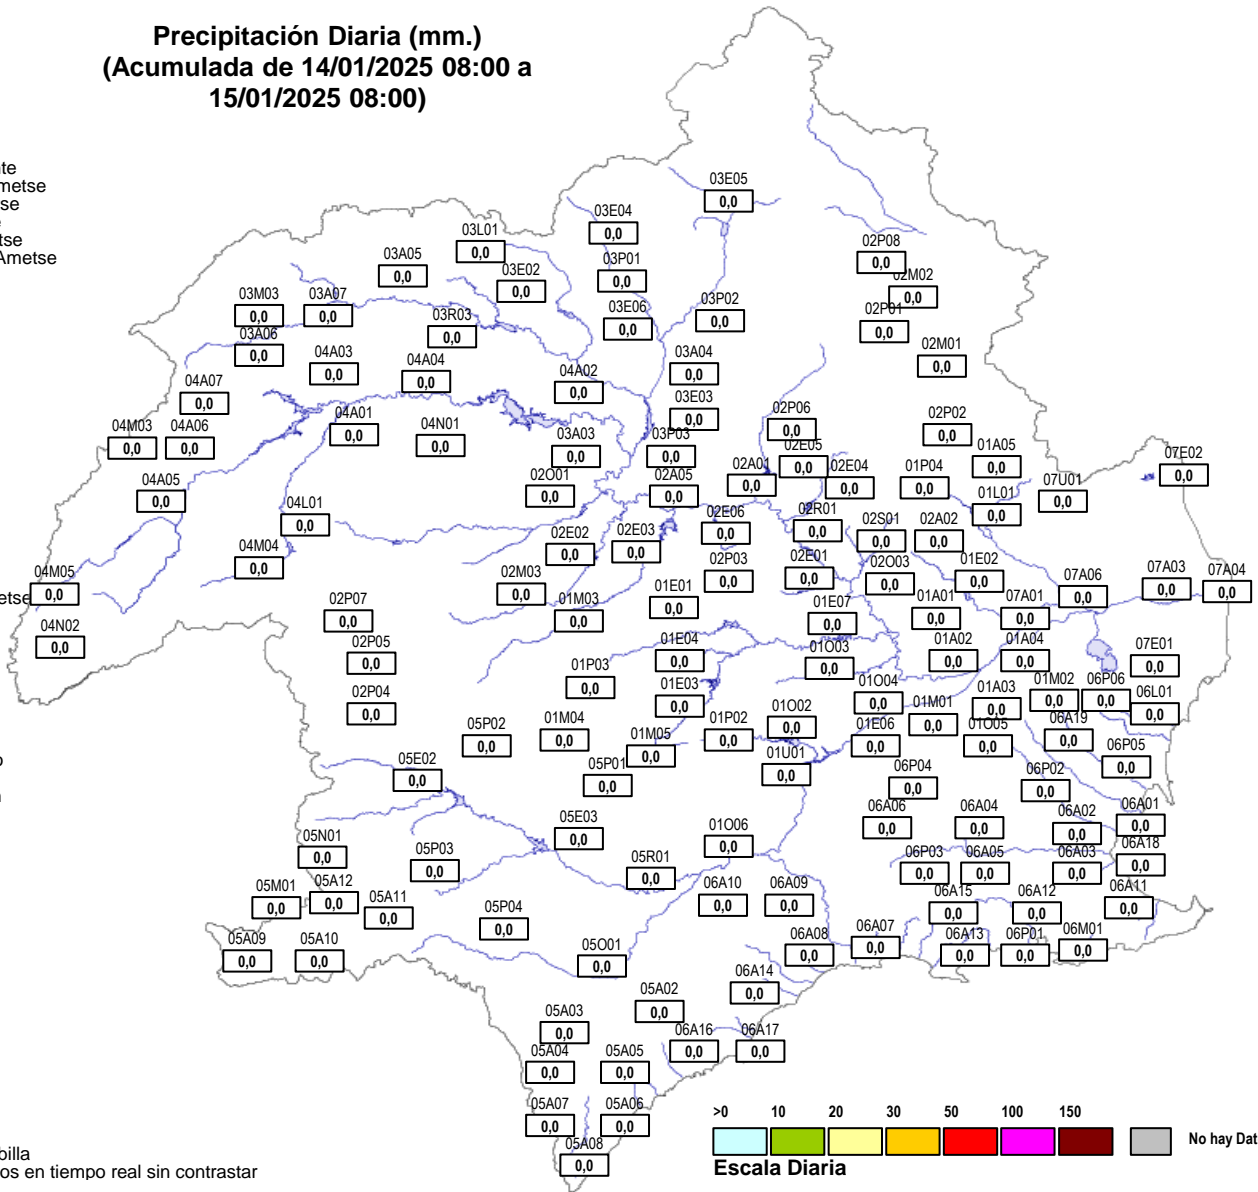 Precipitación Diaria (mm.)
(Acumulada de 14/01/2025 08:00 a
15/01/2025 08:00)
03E05
0,0
03E04
0,0
03L01
0,0
03A05
0,0
03P01
0,0
03E02
0,0
02P08
0,0
02M02
0,0
03M03
0,0
03A07
0,0
03R03
0,0
03E06
0,0
03P02
0,0
02P01
0,0
03A06
0,0
04A03
0,0
04A04
0,0
04A02
0,0
03A04
0,0
02M01
0,0
04A07
0,0
03E03
0,0
04M03
0,0
04A06
0,0
04A01
0,0
04N01
0,0
03A03
0,0
03P03
0,0
02P06
0,0
02E05
0,0
02P02
0,0
01A05
0,0
07E02
0,0
04A05
0,0
02O01
0,0
02A05
0,0
02A01
0,0
02E04
0,0
01P04
0,0
01L01
0,0
07U01
0,0
04L01
0,0
02E06
0,0
02R01
0,0
02S01
0,0
02A02
0,0
04M04
0,0
02E02
0,0
02E03
0,0
02P03
0,0
02E01
0,0
02O03
0,0
01E02
0,0
04M05
0,0
02M03
0,0
01M03
0,0
01E01
0,0
01E07
0,0
01A01
0,0
07A01
0,0
07A06
0,0
07A03
0,0
07A04
0,0
04N02
0,0
02P07
0,0
02P05
0,0
01P03
0,0
01E04
0,0
01O03
0,0
01A02
0,0
01A04
0,0
07E01
0,0
02P04
0,0
01E03
0,0
01O04
0,0
01M01
0,0
01A03
0,0
01M02
0,0
06P06
0,0
06L01
0,0
05P02
0,0
01M04
0,0
01M05
0,0
01P02
0,0
01O02
0,0
01E06
0,0
01O05
0,0
06A19
0,0
05E02
0,0
05P01
0,0
01U01
0,0
06P04
0,0
06P02
0,0
06P05
0,0
05E03
0,0
01O06
0,0
06A06
0,0
06A04
0,0
06A02
0,0
06A01
0,0
05N01
0,0
05P03
0,0
05R01
0,0
06P03
0,0
06A05
0,0
06A03
0,0
06A18
0,0
05M01
0,0
05A12
0,0
05A11
0,0
06A10
0,0
06A09
0,0
06A15
0,0
06A12
0,0
06A11
0,0
05P04
0,0
05A09
0,0
05A10
0,0
05O01
0,0
06A08
0,0
06A07
0,0
06A13
0,0
06P01
0,0
06M01
0,0
06A14
0,0
05A02
0,0
05A03
0,0
06A16
0,0
06A17
0,0
05A04
0,0
05A05
0,0
05A07
0,0
05A06
0,0
05A08
0,0
>0 10 20 30 50 100 150
No hay Dat
Escala Diaria
os en tiempo real sin contrastar